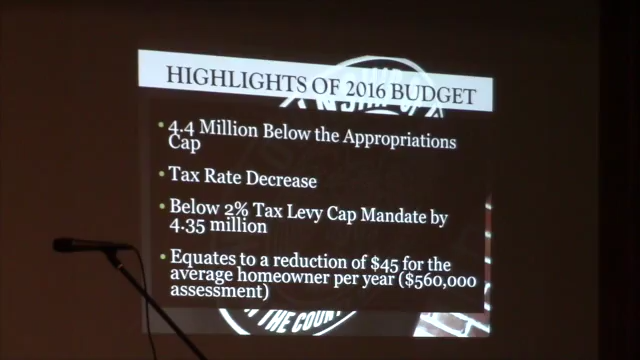 HIGHLIGHTS OF 2016 BUDGET
• 4.4 Million Below the Appropriations
Cap
• Tax Rate Decrease
• Below 2% Tax Levy Cap Mandate by
4.35 million
• Equates to a reduction of $45 for the
average homeowner per year ($560,000
assessment)
THE COUR